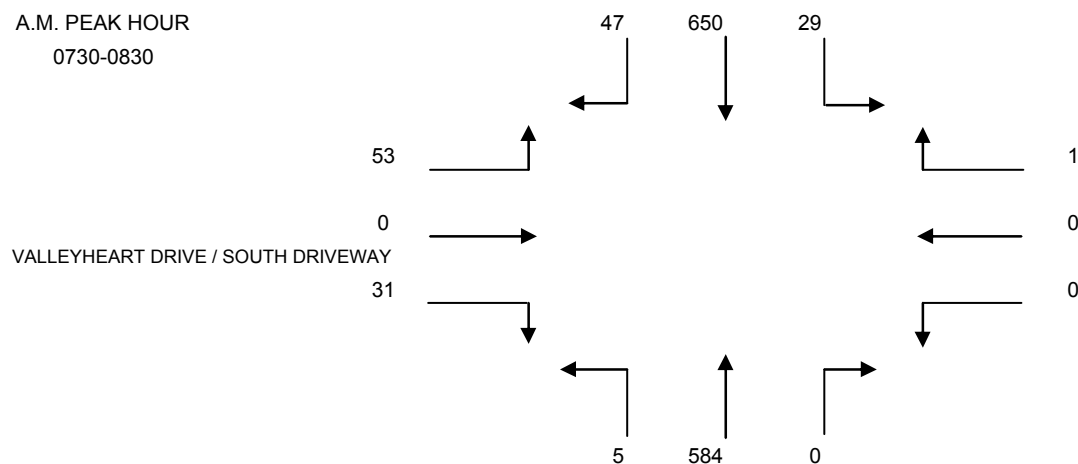 A.M. PEAK HOUR 47 650 29
0730-0830
53 1
0 0
VALLEYHEART DRIVE / SOUTH DRIVEWAY
31 0
5 584 0